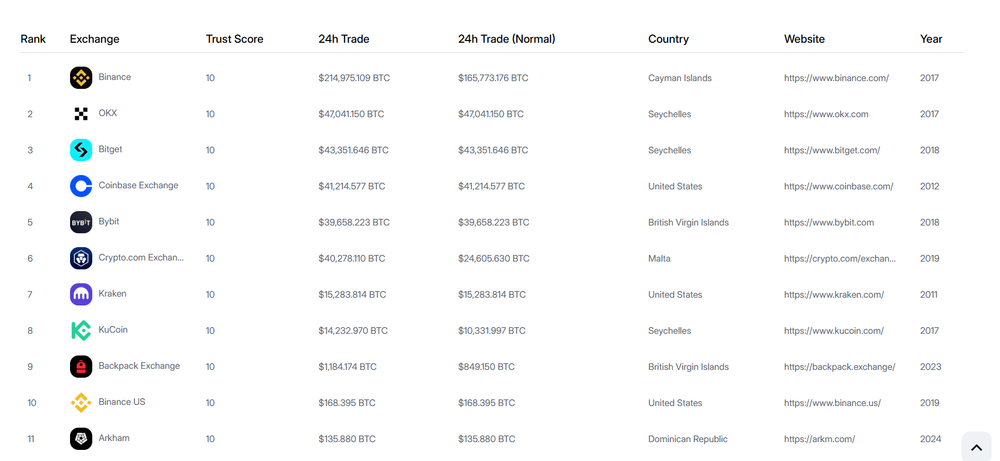 Rank Exchange Trust Score 24h Trade 24h Trade (Normal) Country Website Year
1 Binance 10 $214,975.109 BTC $165,773.176 BTC Cayman Islands https://www.binance.com/ 2017
2 OKX 10 $47,041.150 BTC $47,041.150 BTC Seychelles https://www.okx.com 2017
3 Bitget 10 $43,351.646 BTC $43,351.646 BTC Seychelles https://www.bitget.com/ 2018
4 Coinbase Exchange 10 $41,214.577 BTC $41,214.577 BTC United States https://www.coinbase.com/ 2012
5 BYBIT Bybit 10 $39,658.223 BTC $39,658.223 BTC British Virgin Islands https://www.bybit.com 2018
6 Crypto.com Exchan... 10 $40,278.110 BTC $24,605.630 BTC Malta https://crypto.com/exchan... 2019
7 Kraken 10 $15,283.814 BTC $15,283.814 BTC United States https://www.kraken.com/ 2011
8 KuCoin 10 $14,232.970 BTC $10,331.997 BTC Seychelles https://www.kucoin.com/ 2017
9 Backpack Exchange 10 $1,184.174 BTC $849.150 BTC British Virgin Islands https://backpack.exchange/ 2023
10 Binance US 10 $168.395 BTC $168.395 BTC United States https://www.binance.us/ 2019
11 Arkham 10 $135.880 BTC $135.880 BTC Dominican Republic https://arkm.com/ 2024